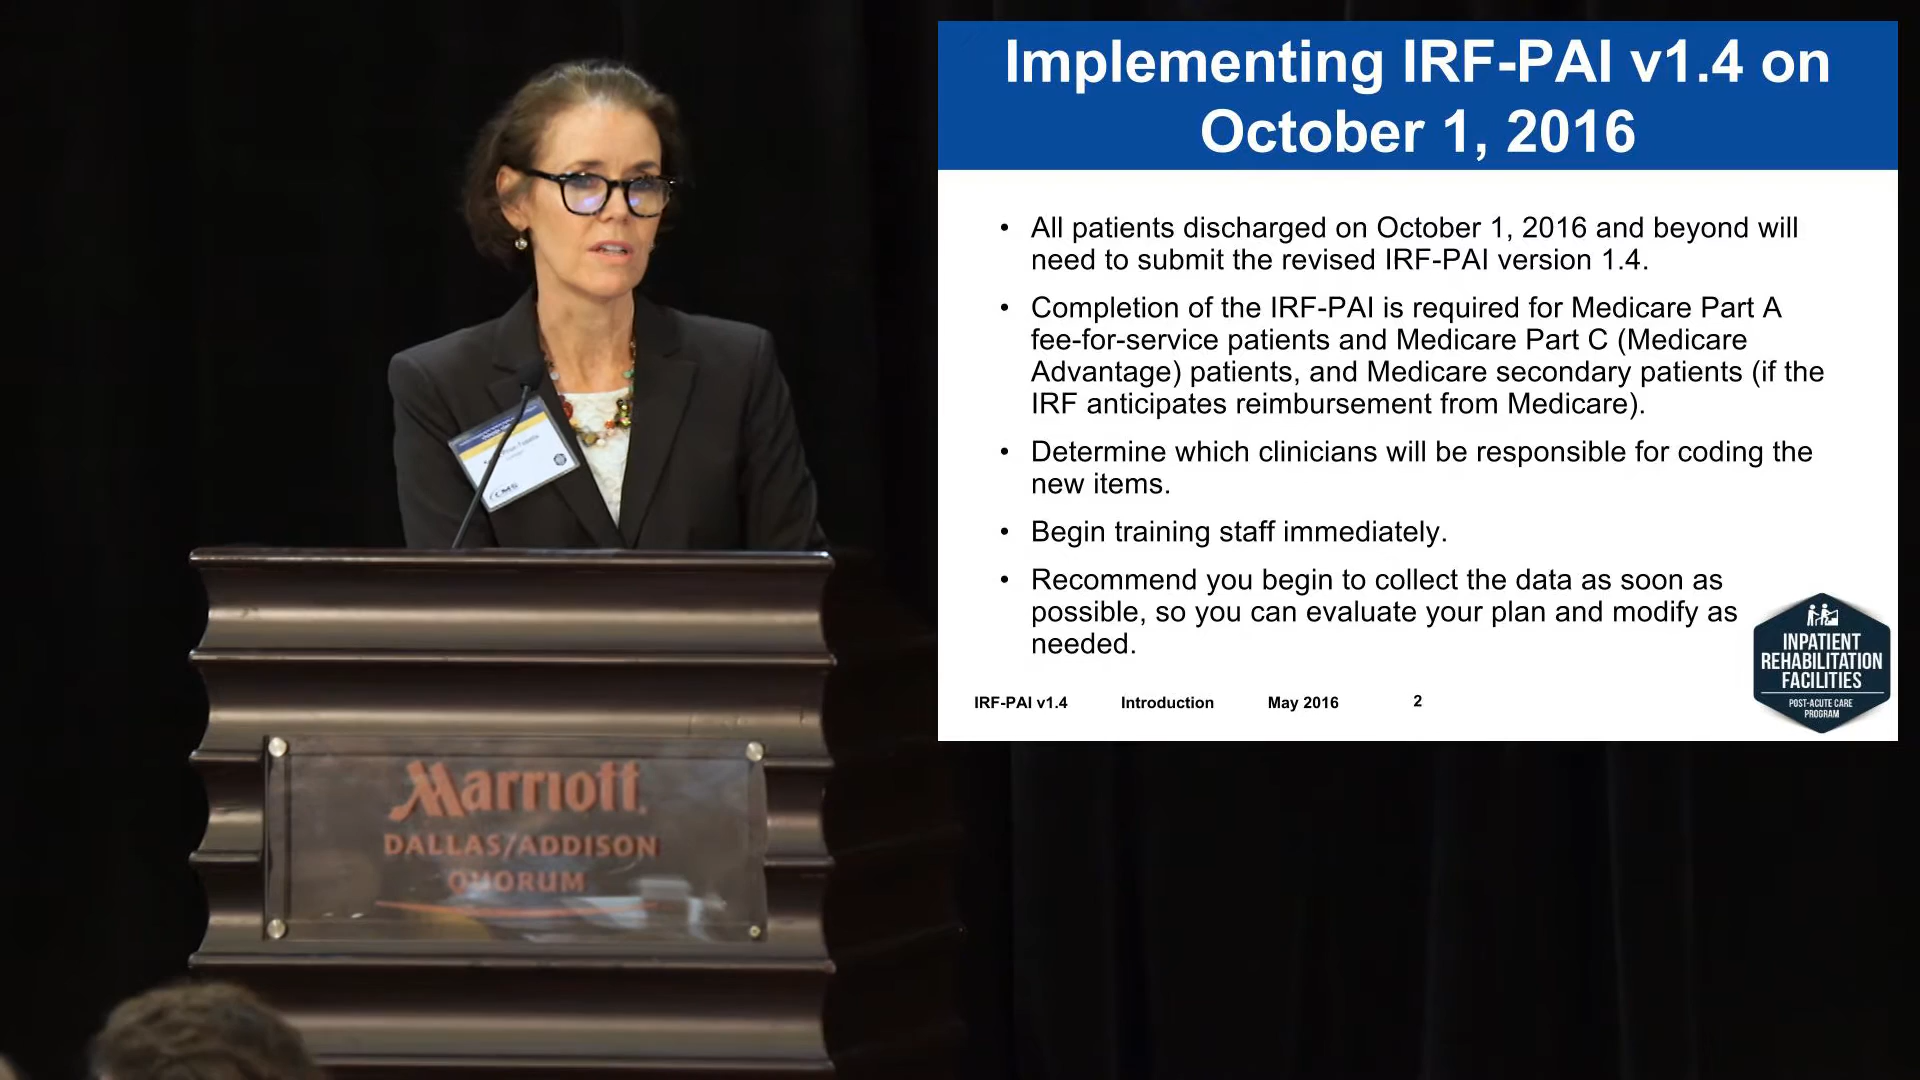 Implementing IRF-PAI v1.4 on
October 1, 2016
• All patients discharged on October 1, 2016 and beyond will
need to submit the revised IRF-PAI version 1.4.
• Completion of the IRF-PAI is required for Medicare Part A
fee-for-service patients and Medicare Part C (Medicare
Advantage) patients, and Medicare secondary patients (if the
IRF anticipates reimbursement from Medicare).
• Determine which clinicians will be responsible for coding the
new items.
• Begin training staff immediately.
• Recommend you begin to collect the data as soon as
possible, so you can evaluate your plan and modify as
needed.
IRF-PAI v1.4 Introduction May 2016 2
INPATIENT
REHABILITATION
FACILITIES
POST-ACUTE CARE
PROGRAM
CMS
Marriott
DALLAS/ADDISON
QUORUM